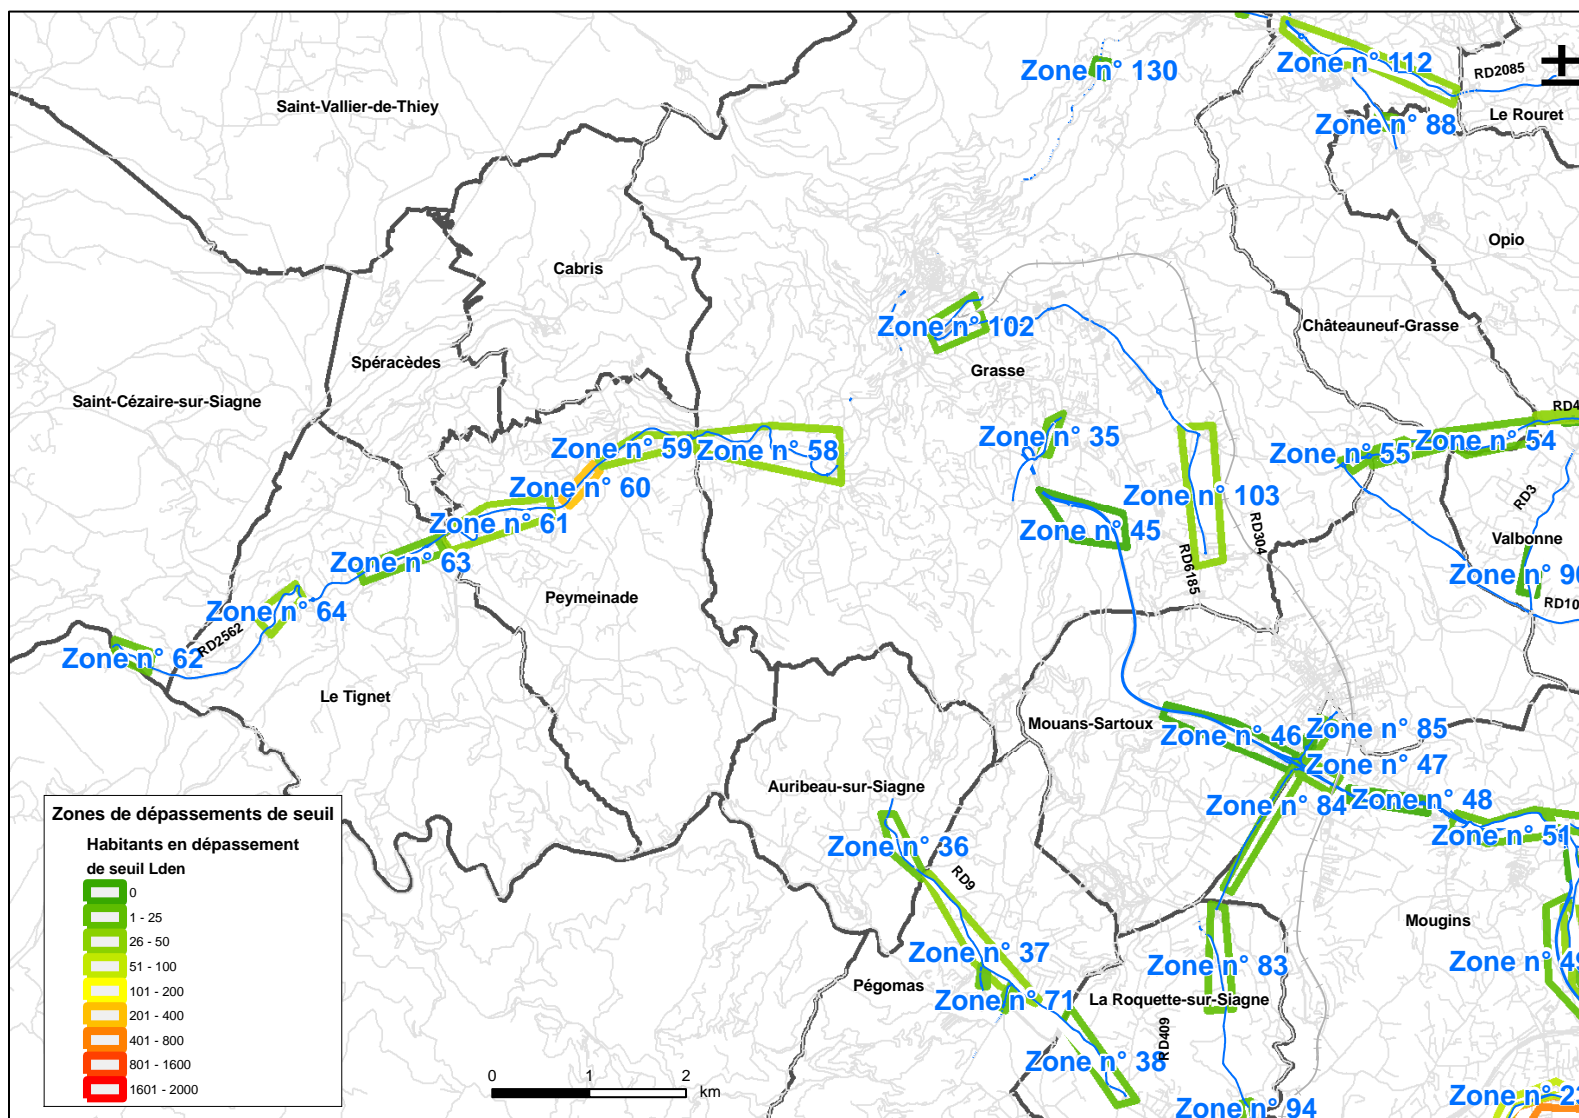 Zone n° 130
Zone n° 112
RD2085
Saint-Vallier-de-Thiey
Le Rouret
Zone n° 88
Opio
Cabris
Zone n° 102
Châteauneuf-Grasse
Spéracèdes
Grasse
Saint-Cézaire-sur-Siagne
RD4
Zone n° 59
Zone n° 58
Zone n° 35
Zone n° 55
Zone n° 54
Zone n° 60
Zone n° 103
RD3
Zone n° 61
Zone n° 45
RD304
Valbonne
Zone n° 63
RD6185
Zone n° 90
Zone n° 64
Peymeinade
RD10
RD2562
Zone n° 62
Le Tignet
Mouans-Sartoux
Zone n° 46
Zone n° 85
Zone n° 47
Auribeau-sur-Siagne
Zone n° 84
Zone n° 48
Zone n° 51
Zone n° 36
RD9
Mougins
Zone n° 37
Zone n° 83
Zone n° 49
Pégomas
Zone n° 71
La Roquette-sur-Siagne
RD409
Zone n° 38
Zone n° 94
Zone n° 23
Zones de dépassements de seuil
Habitants en dépassement
de seuil Lden
0
1 - 25
26 - 50
51 - 100
101 - 200
201 - 400
401 - 800
801 - 1600
1601 - 2000
0 1 2
km